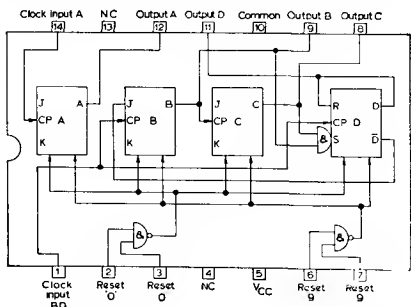 Clock input A NC Output A Output D Common Output B Output C
14 13 12 11 10 9 8
J A J B J C R D
CP A CP B CP C CP D
K K K & S D̅
& &
1 2 3 4 5 6 7
Clock Reset Reset NC VCC Reset Reset
input '0' 0 9 9
BD